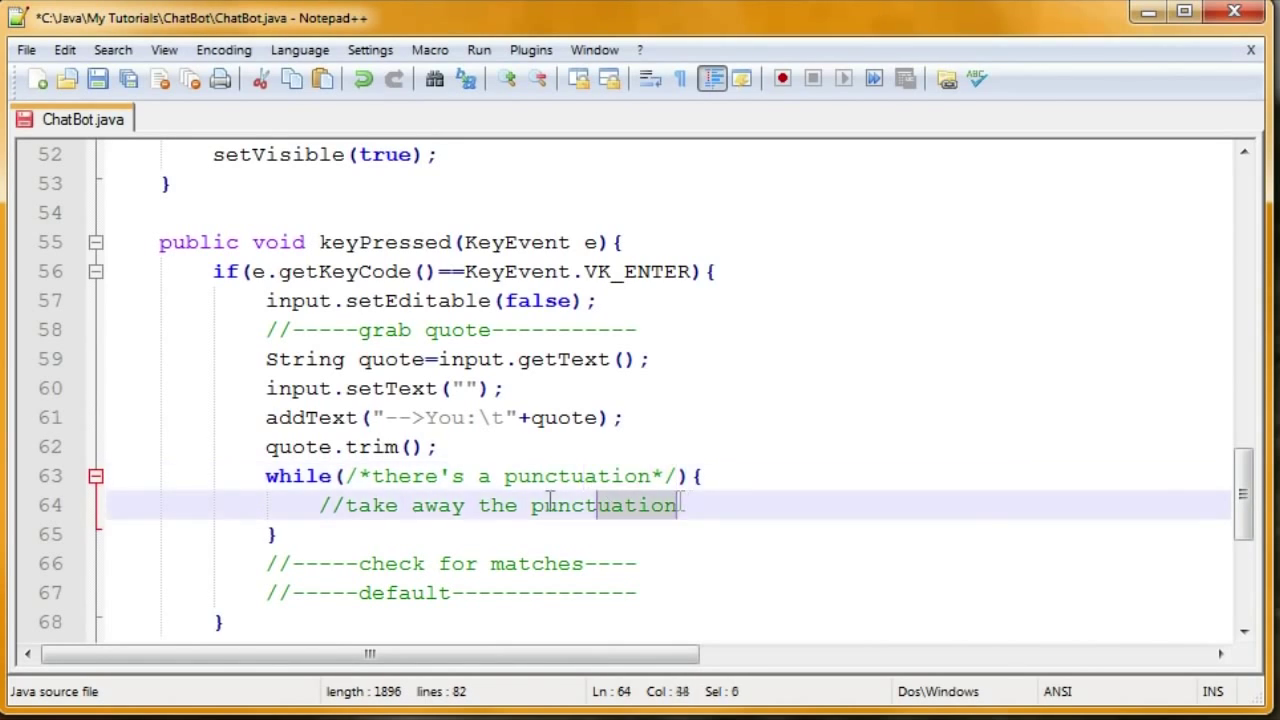 *C:\Java\My Tutorials\ChatBot\ChatBot.java - Notepad++
File Edit Search View Encoding Language Settings Macro Run Plugins Window ? X
ChatBot.java
52 setVisible(true);
53 }
54
55 public void keyPressed(KeyEvent e){
56 if(e.getKeyCode()==KeyEvent.VK_ENTER){
57 input.setEditable(false);
58 //-----grab quote-----------
59 String quote=input.getText();
60 input.setText("");
61 addText("-->You:\t"+quote);
62 quote.trim();
63 while(/*there's a punctuation*/){
64 //take away the punctuation
65 }
66 //-----check for matches----
67 //-----default--------------
68 }
Java source file length : 1896 lines : 82 Ln : 64 Col : Sel : 6 Dos\Windows ANSI INS